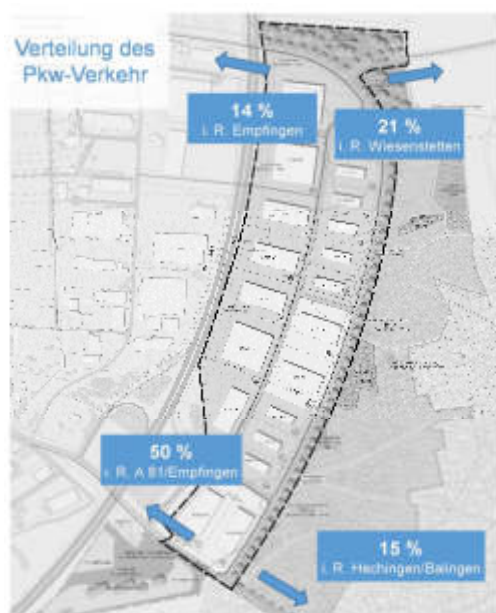 Verteilung des
Pkw-Verkehr
14 %
i. R. Empfingen
21 %
i. R. Wiesenstetten
50 %
i. R. A 81/Empfingen
15 %
i. R. Hechingen/Balingen